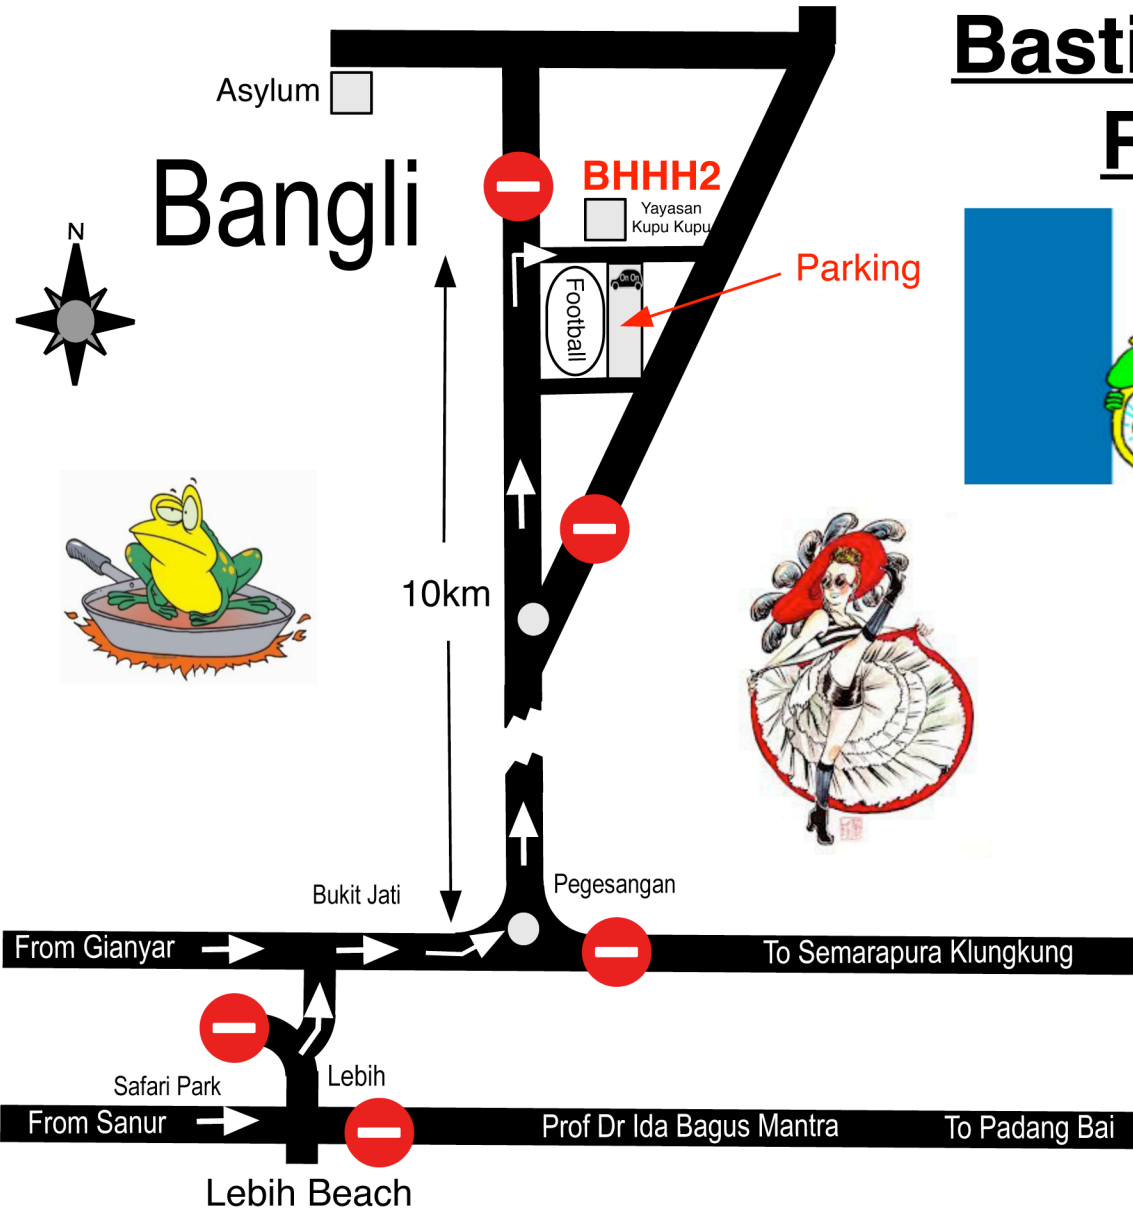 Basti
Asylum
BHHH2
Bangli
Yayasan
Kupu Kupu
N
Parking
On On
Football
10km
Bukit Jati
Pegesangan
From Gianyar
To Semarapura Klungkung
Safari Park
Lebih
From Sanur
Prof Dr Ida Bagus Mantra
To Padang Bai
Lebih Beach